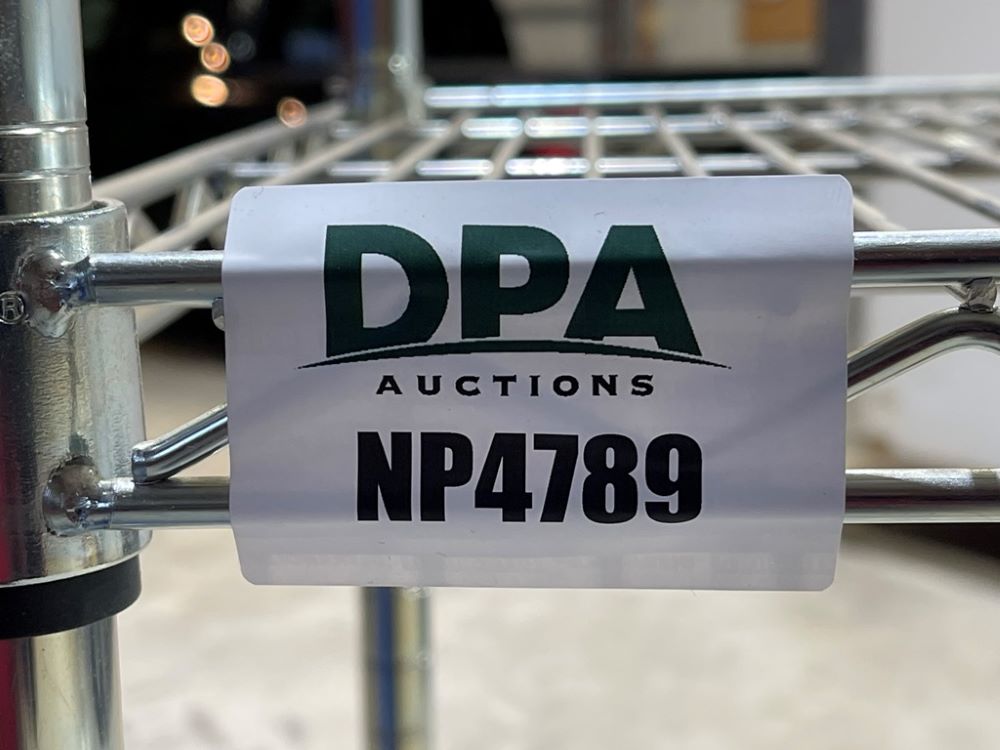 DPA
AUCTIONS
NP4789
®